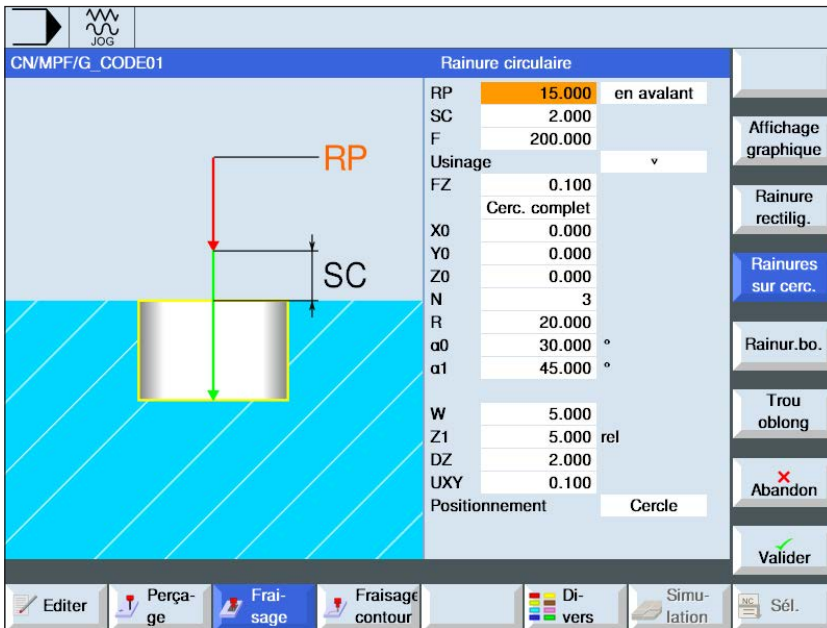 JOG
CN/MPF/G_CODE01
Rainure circulaire
RP
SC
RP 15.000 en avalant
SC 2.000
F 200.000
Usinage ∇
FZ 0.100
Cerc. complet
X0 0.000
Y0 0.000
Z0 0.000
N 3
R 20.000
α0 30.000 °
α1 45.000 °
W 5.000
Z1 5.000 rel
DZ 2.000
UXY 0.100
Positionnement Cercle
Affichage
graphique
Rainure
rectilig.
Rainures
sur cerc.
Rainur.bo.
Trou
oblong
Abandon
Valider
Editer
Perça-
ge
Frai-
sage
Fraisage
contour
Di-
vers
Simu-
lation
NC
Sél.